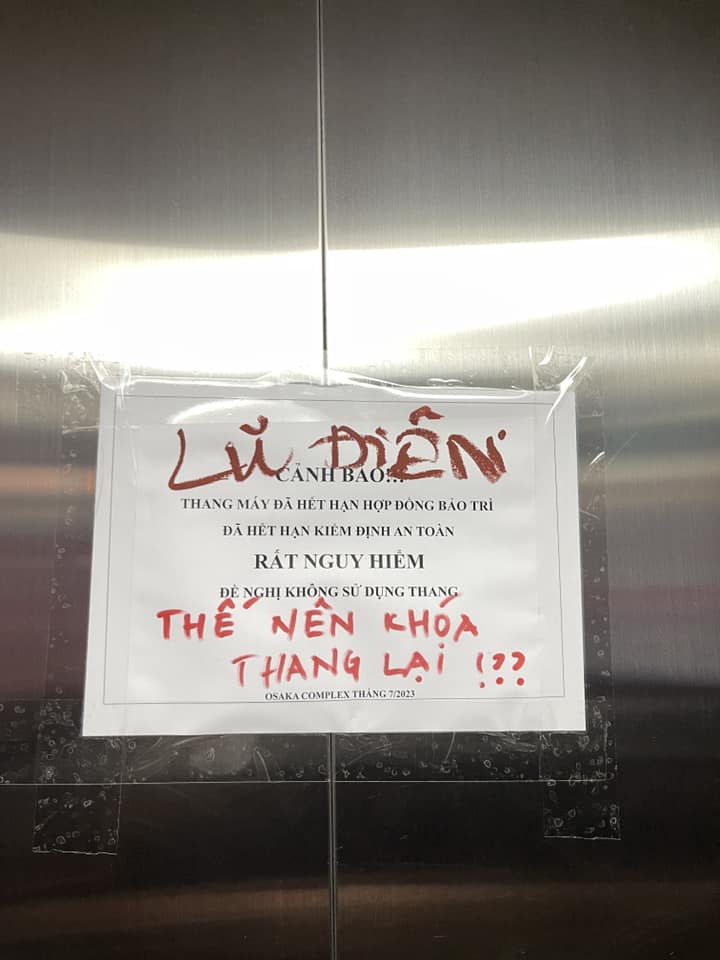 LŨ ĐIÊN
CẢNH BÁO!!!
THANG MÁY ĐÃ HẾT HẠN HỢP ĐỒNG BẢO TRÌ
ĐÃ HẾT HẠN KIỂM ĐỊNH AN TOÀN
RẤT NGUY HIỂM
ĐỀ NGHỊ KHÔNG SỬ DỤNG THANG
THẾ NÊN KHÓA
THANG LẠI !??
OSAKA COMPLEX THÁNG 7/2023